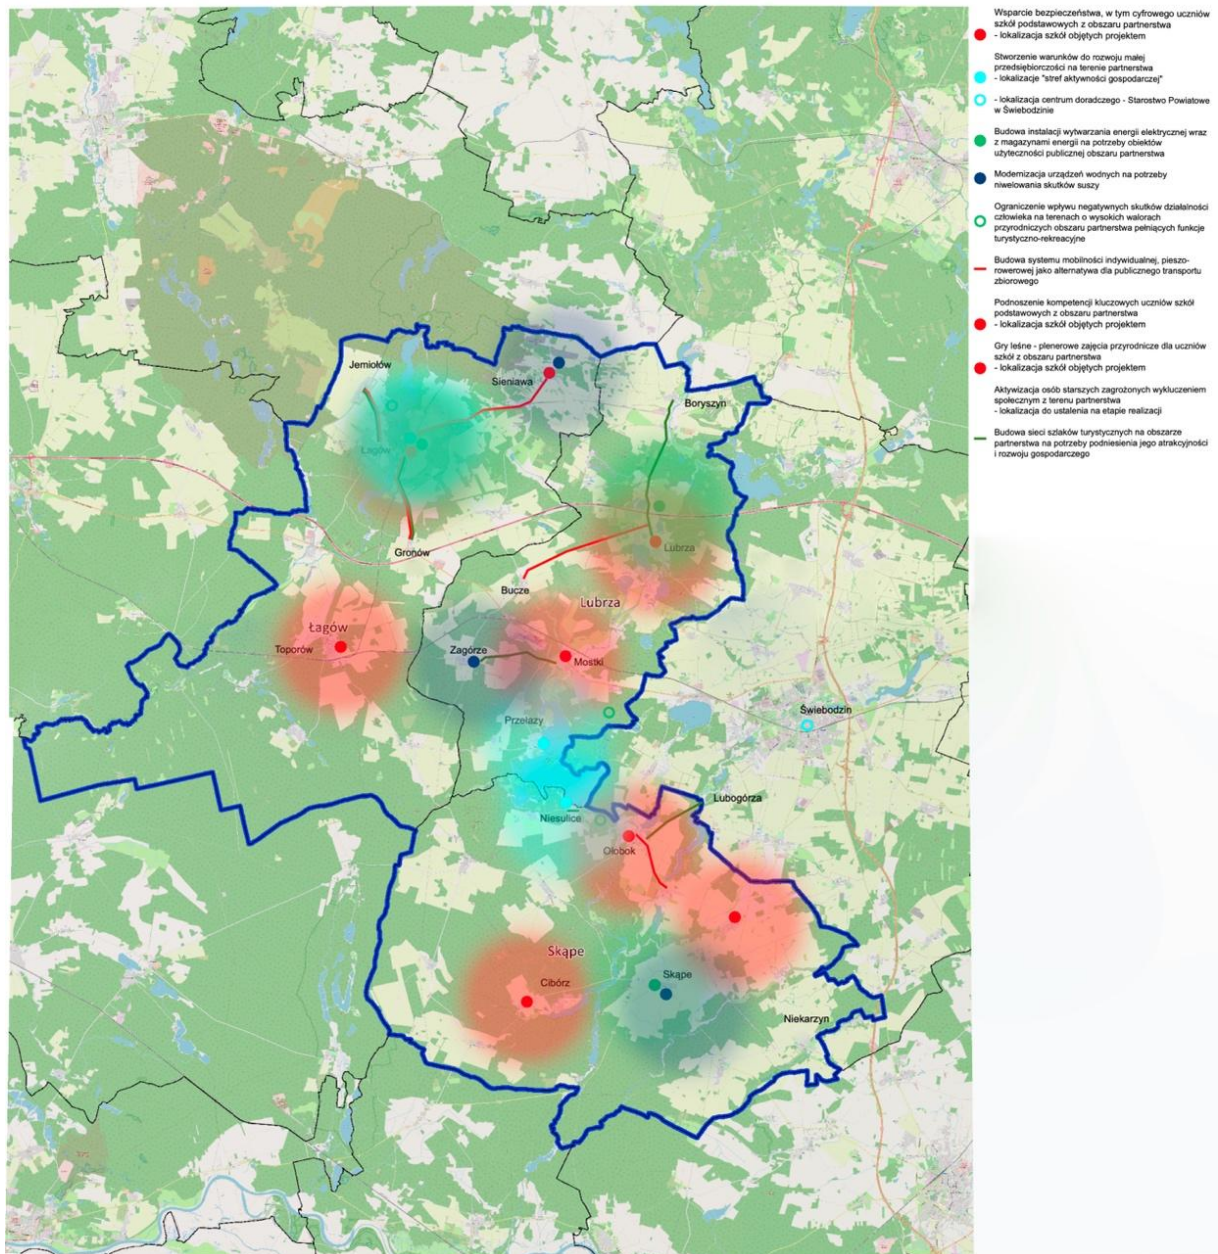 Wsparcie bezpieczeństwa, w tym cyfrowego uczniów
szkół podstawowych z obszaru partnerstwa
- lokalizacja szkół objętych projektem
Stworzenie warunków do rozwoju małej
przedsiębiorczości na terenie partnerstwa
- lokalizacje "stref aktywności gospodarczej"
- lokalizacja centrum doradczego - Starostwo Powiatowe
w Świebodzinie
Budowa instalacji wytwarzania energii elektrycznej wraz
z magazynami energii na potrzeby obiektów
użyteczności publicznej obszaru partnerstwa
Modernizacja urządzeń wodnych na potrzeby
niwelowania skutków suszy
Ograniczenie wpływu negatywnych skutków działalności
człowieka na terenach o wysokich walorach
przyrodniczych obszaru partnerstwa pełniących funkcje
turystyczno-rekreacyjne
Budowa systemu mobilności indywidualnej, pieszo-
rowerowej jako alternatywa dla publicznego transportu
zbiorowego
Podnoszenie kompetencji kluczowych uczniów szkół
podstawowych z obszaru partnerstwa
- lokalizacja szkół objętych projektem
Gry leśne - plenerowe zajęcia przyrodnicze dla uczniów
szkół z obszaru partnerstwa
- lokalizacja szkół objętych projektem
Aktywizacja osób starszych zagrożonych wykluczeniem
społecznym z terenu partnerstwa
- lokalizacja do ustalenia na etapie realizacji
Budowa sieci szlaków turystycznych na obszarze
partnerstwa na potrzeby podniesienia jego atrakcyjności
i rozwoju gospodarczego
Jemiołów
Sieniawa
Boryszyn
Łagów
Gronów
Lubrza
Bucze
Lubrza
Łagów
Toporów
Zagórze
Mostki
Przełazy
Świebodzin
Niesulice
Lubogórza
Ołobok
Skąpe
Cibórz
Skąpe
Niekarzyn